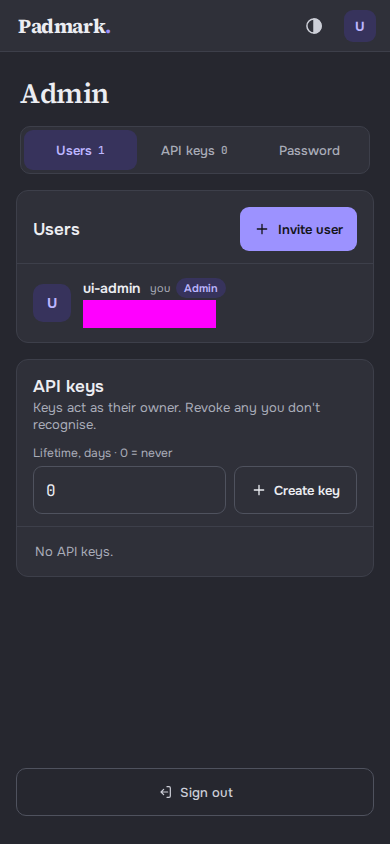 Padmark.
U
Admin
Users 1
API keys 0
Password
Users
+ Invite user
U
ui-admin you Admin
API keys
Keys act as their owner. Revoke any you don't
recognise.
Lifetime, days · 0 = never
0
+ Create key
No API keys.
Sign out